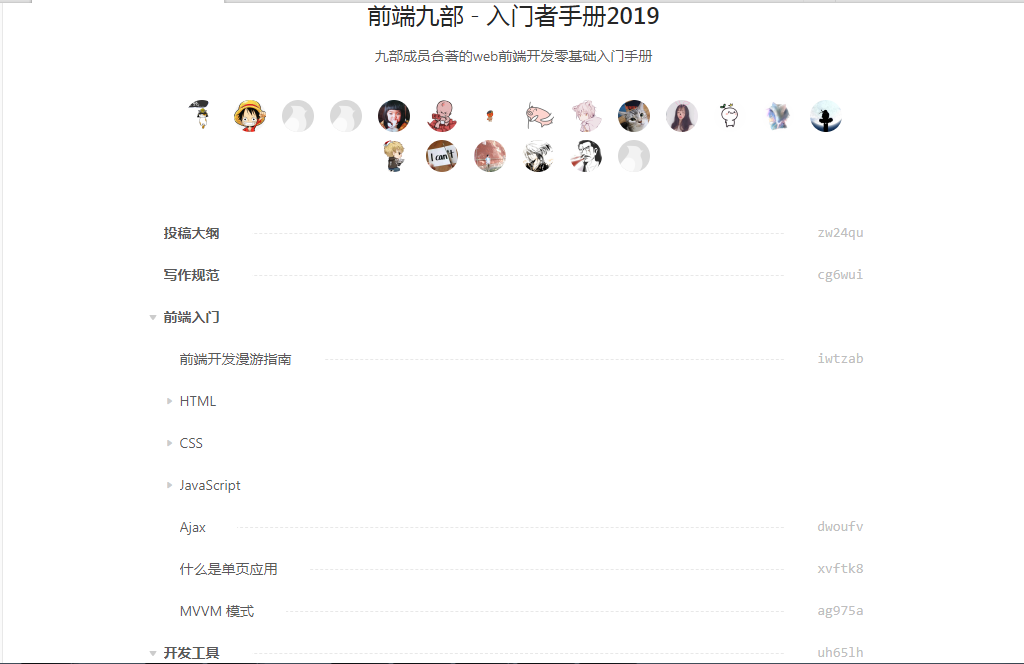 前端九部 - 入门者手册2019
九部成员合著的web前端开发零基础入门手册
I can't
投稿大纲 zw24qu
写作规范 cg6wui
前端入门
前端开发漫游指南 iwtzab
HTML
CSS
JavaScript
Ajax dwoufv
什么是单页应用 xvftk8
MVVM 模式 ag975a
开发工具 uh65lh